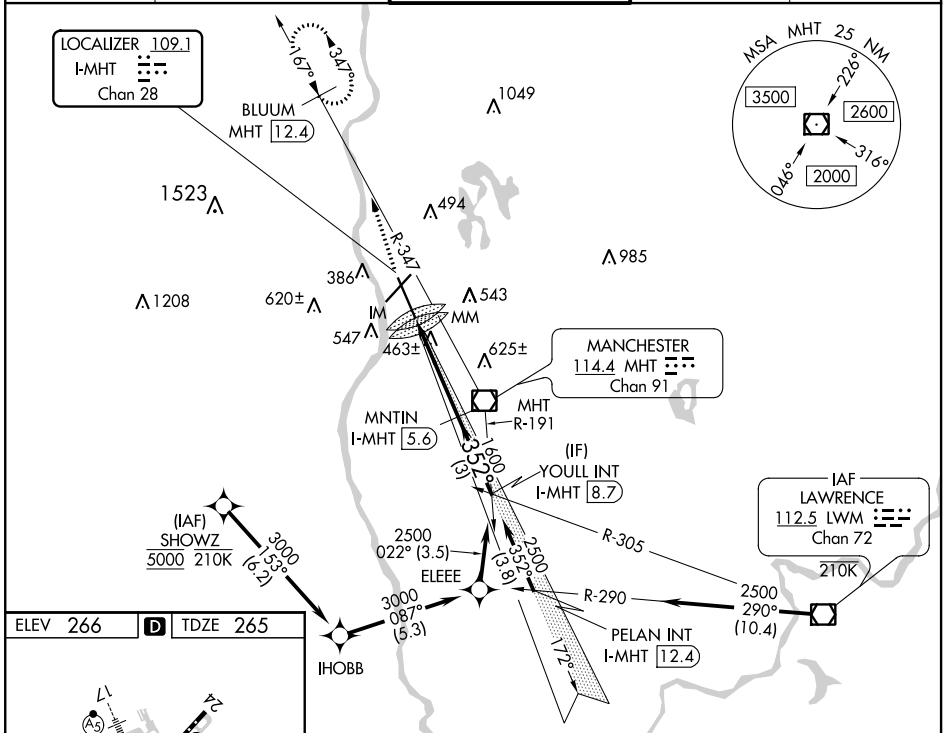 LOCALIZER 109.1
I-MHT
Chan 28
167°
347°
BLUUM
MHT 12.4
1049
MSA MHT 25 NM
3500
226°
2600
316°
046°
2000
1523
494
R-347
985
386
1208
620±
IM
543
MM
547
463±
625±
MANCHESTER
114.4 MHT
Chan 91
MNTIN
I-MHT 5.6
MHT
R-191
1600
352°
(3)
(IF)
YOULL INT
I-MHT 8.7
IAF
LAWRENCE
112.5 LWM
Chan 72
210K
(IAF)
SHOWZ
5000 210K
3000
153°
(6.2)
2500
022° (3.5)
ELEEE
2500
352°
(3.8)
R-305
R-290
2500
290°
(10.4)
3000
087°
(5.3)
IHOBB
PELAN INT
I-MHT 12.4
172°
ELEV 266
D
TDZE 265
17
A5
24